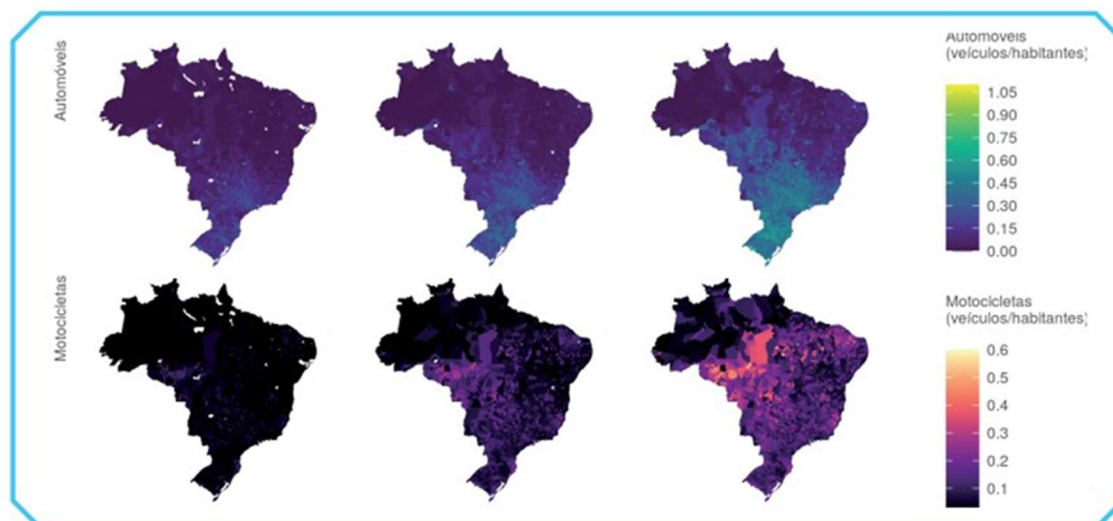 Automóveis
Automóveis
(veículos/habitantes)
1.05
0.90
0.75
0.60
0.45
0.30
0.15
0.00
Motocicletas
Motocicletas
(veículos/habitantes)
0.6
0.5
0.4
0.3
0.2
0.1